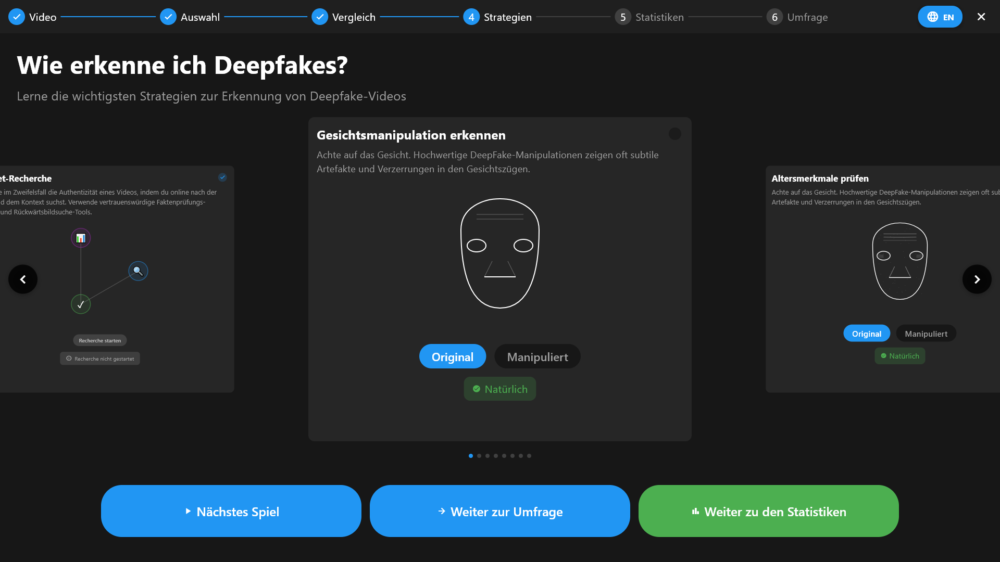 Video
Auswahl
Vergleich
4 Strategien
5 Statistiken
6 Umfrage
EN
Wie erkenne ich Deepfakes?
Lerne die wichtigsten Strategien zur Erkennung von Deepfake-Videos
et-Recherche
e im Zweifelsfall die Authentizität eines Videos, indem du online nach der
d dem Kontext suchst. Verwende vertrauenswürdige Faktenprüfungs-
und Rückwärtsbildsuche-Tools.
Recherche starten
Recherche nicht gestartet
Gesichtsmanipulation erkennen
Achte auf das Gesicht. Hochwertige DeepFake-Manipulationen zeigen oft subtile
Artefakte und Verzerrungen in den Gesichtszügen.
Original
Manipuliert
Natürlich
Altersmerkmale prüfen
Achte auf das Gesicht. Hochwertige DeepFake-Manipulationen zeigen oft sub
Artefakte und Verzerrungen in den Gesichtszügen.
Original
Manipuliert
Natürlich
Nächstes Spiel
Weiter zur Umfrage
Weiter zu den Statistiken